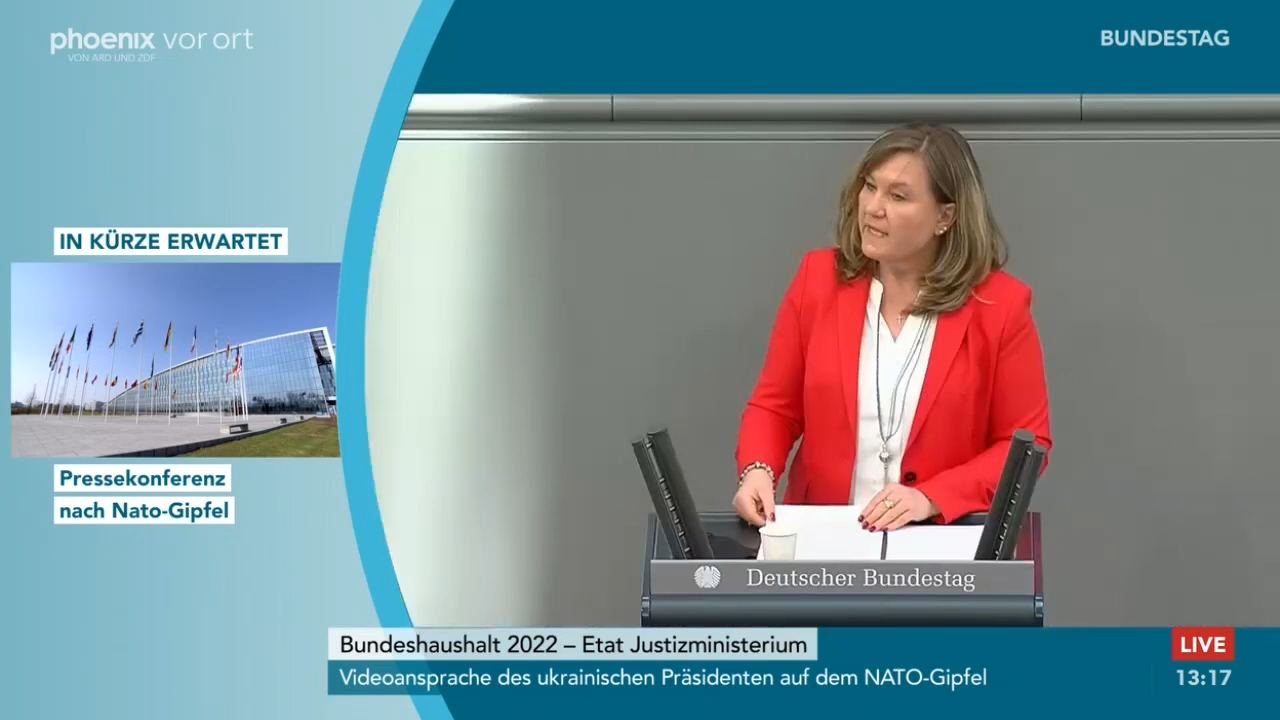 phoenix vor ort
VON ARD UND ZDF
BUNDESTAG
IN KÜRZE ERWARTET
Pressekonferenz
nach Nato-Gipfel
Deutscher Bundestag
Bundeshaushalt 2022 – Etat Justizministerium
Videoansprache des ukrainischen Präsidenten auf dem NATO-Gipfel
LIVE
13:17